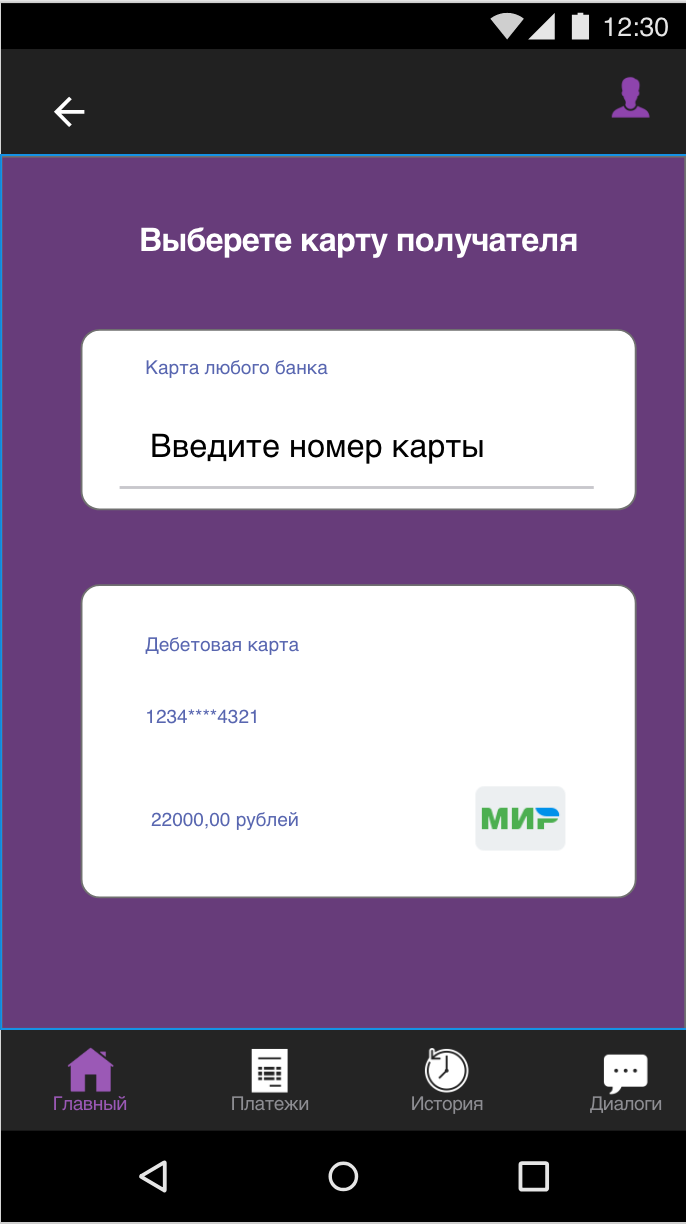 12:30
Выберете карту получателя
Карта любого банка
Введите номер карты
Дебетовая карта
1234****4321
22000,00 рублей
МИР
Главный
Платежи
История
Диалоги